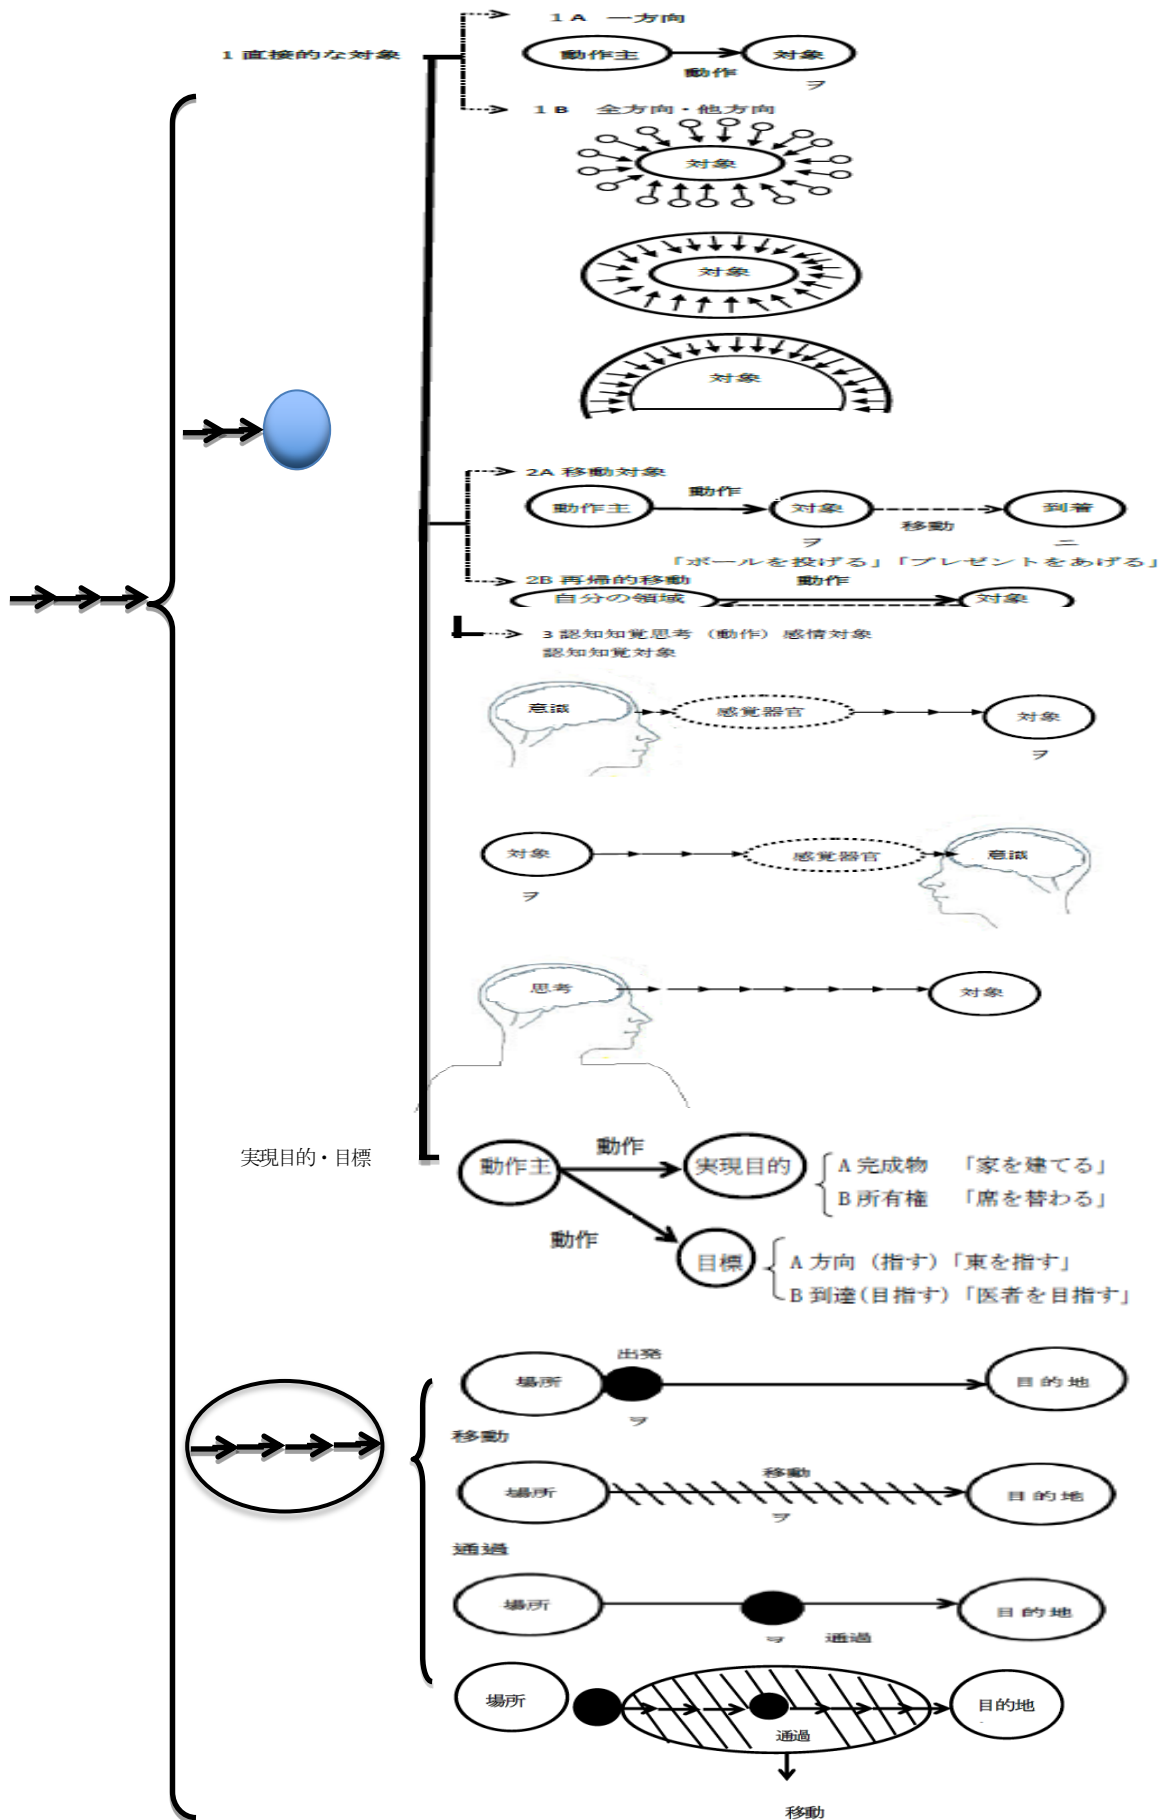 1 A 一方向
1 直接的な対象
動作主
対象
動作
ヲ
1 B 全方向・他方向
対象
対象
対象
2A 移動対象
動作主
動作
対象
移動
到着
ヲ
ニ
「ボールを投げる」「プレゼントをあげる」
2B 再帰的移動
動作
自分の領域
対象
3 認知知覚思考（動作）感情対象
認知知覚対象
意識
感覚器官
対象
ヲ
対象
感覚器官
意識
ヲ
思考
対象
実現目的・目標
動作主
動作
実現目的
A 完成物 「家を建てる」
B 所有権 「席を替わる」
動作
目標
A 方向（指す）「東を指す」
B 到達(目指す)「医者を目指す」
出発
場所
目的地
ヲ
移動
移動
場所
目的地
ヲ
通過
場所
目的地
ヲ 通過
場所
目的地
通過
移動